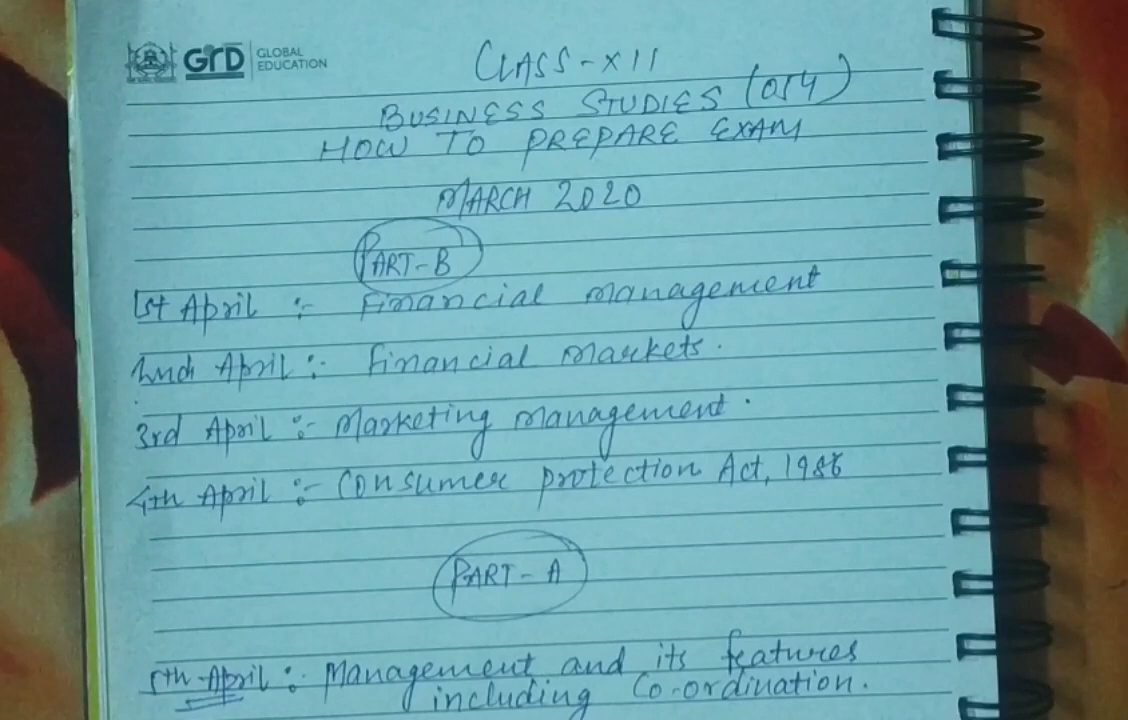 GrD GLOBAL
EDUCATION
CLASS-XII
BUSINESS STUDIES (054)
HOW TO PREPARE EXAM
MARCH 2020
PART-B
1st April :- Financial management
2nd April :- Financial markets.
3rd April :- Marketing management.
4th April :- Consumer protection Act, 1986
PART-A
5th April :- Management and its features
including Co-ordination.